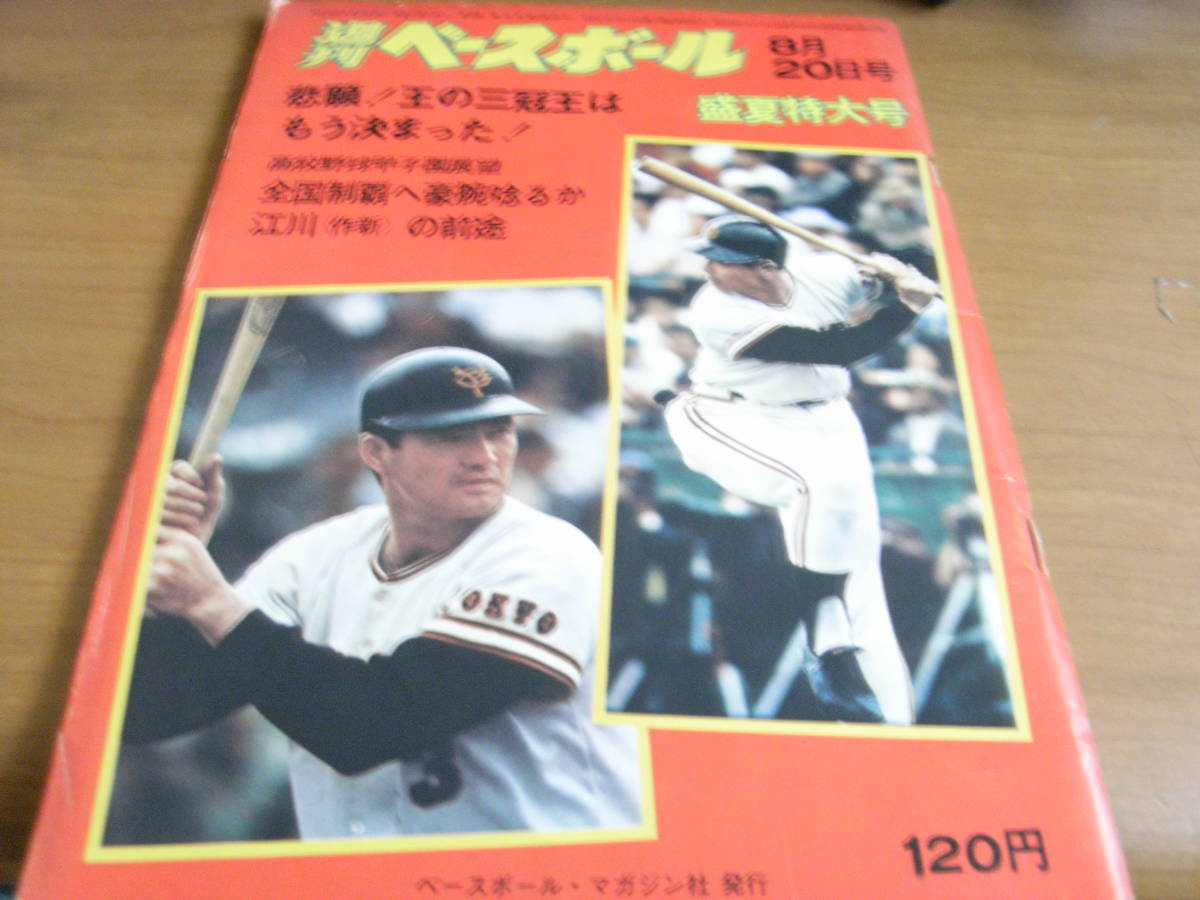 週刊 ベースボール
8月
20日号
悲願!王の三冠王は
もう決まった!
盛夏特大号
高校野球甲子園展望
全国制覇へ豪腕唸るか
江川(作新)の前途
TOKYO
3
120円
ベースボール・マガジン社 発行